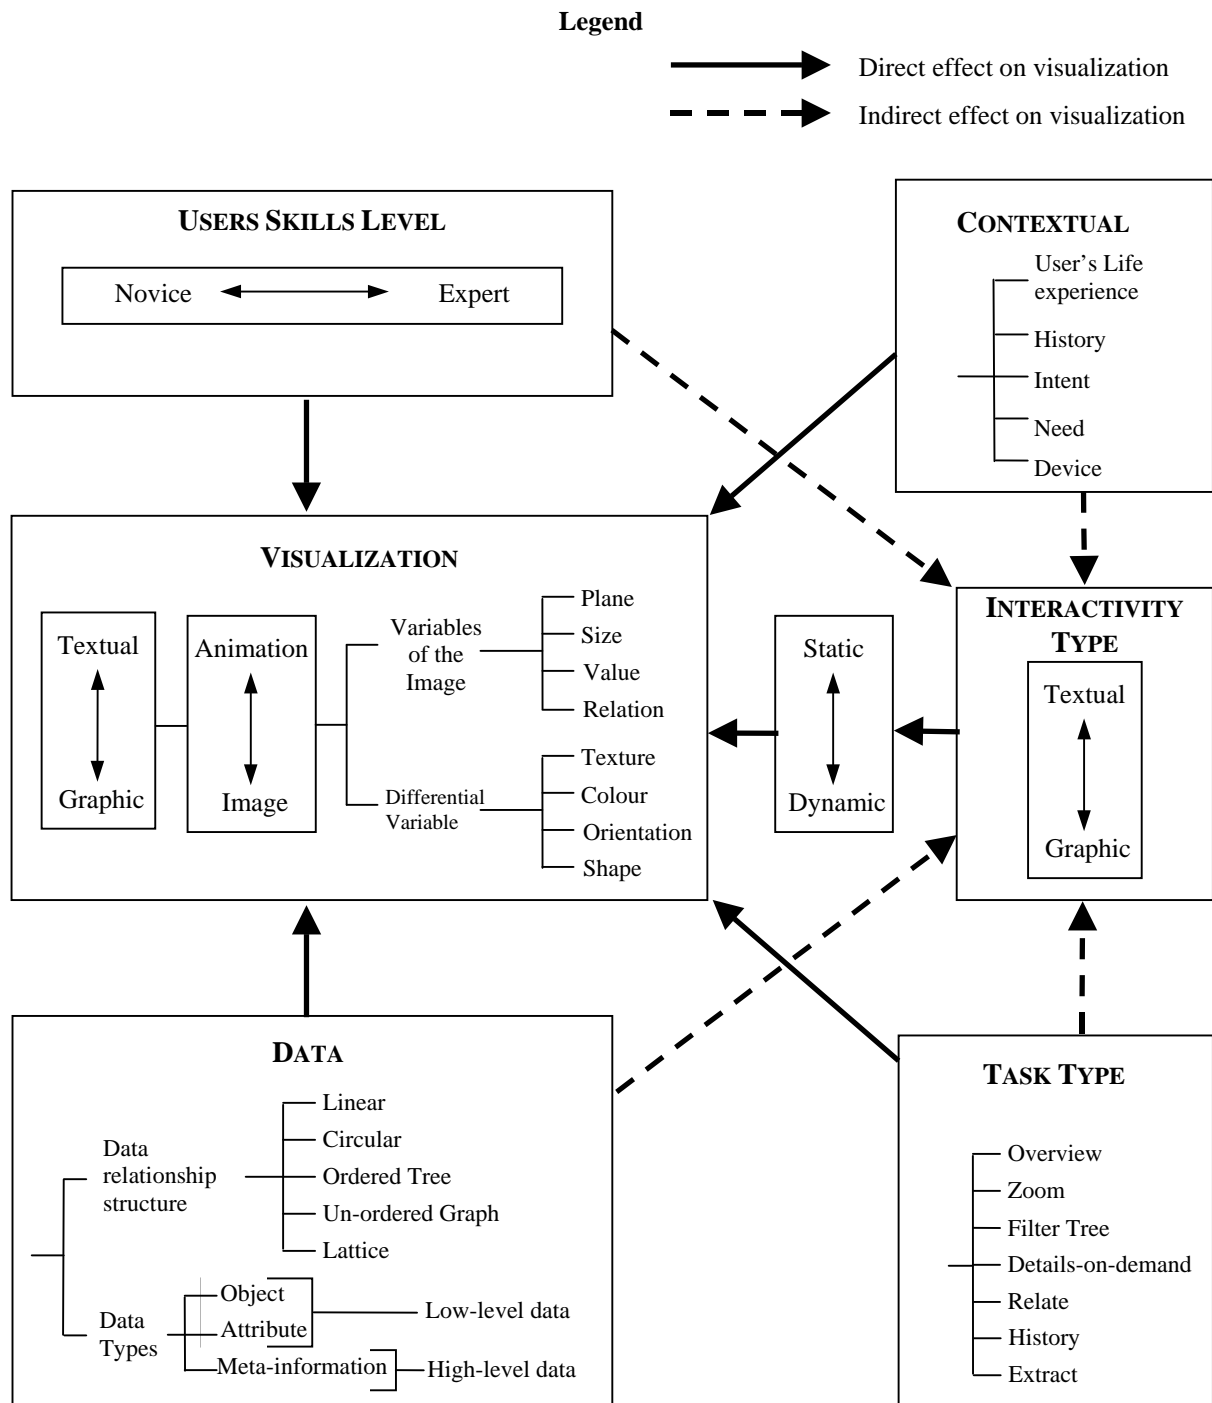 Legend
Direct effect on visualization
Indirect effect on visualization
USERS SKILLS LEVEL
Novice
Expert
CONTEXTUAL
User’s Life
experience
History
Intent
Need
Device
VISUALIZATION
Textual
Graphic
Animation
Image
Variables
of the
Image
Plane
Size
Value
Relation
Differential
Variable
Texture
Colour
Orientation
Shape
Static
Dynamic
INTERACTIVITY
TYPE
Textual
Graphic
DATA
Data
relationship
structure
Linear
Circular
Ordered Tree
Un-ordered Graph
Lattice
Data
Types
Object
Attribute
Meta-information
Low-level data
High-level data
TASK TYPE
Overview
Zoom
Filter Tree
Details-on-demand
Relate
History
Extract